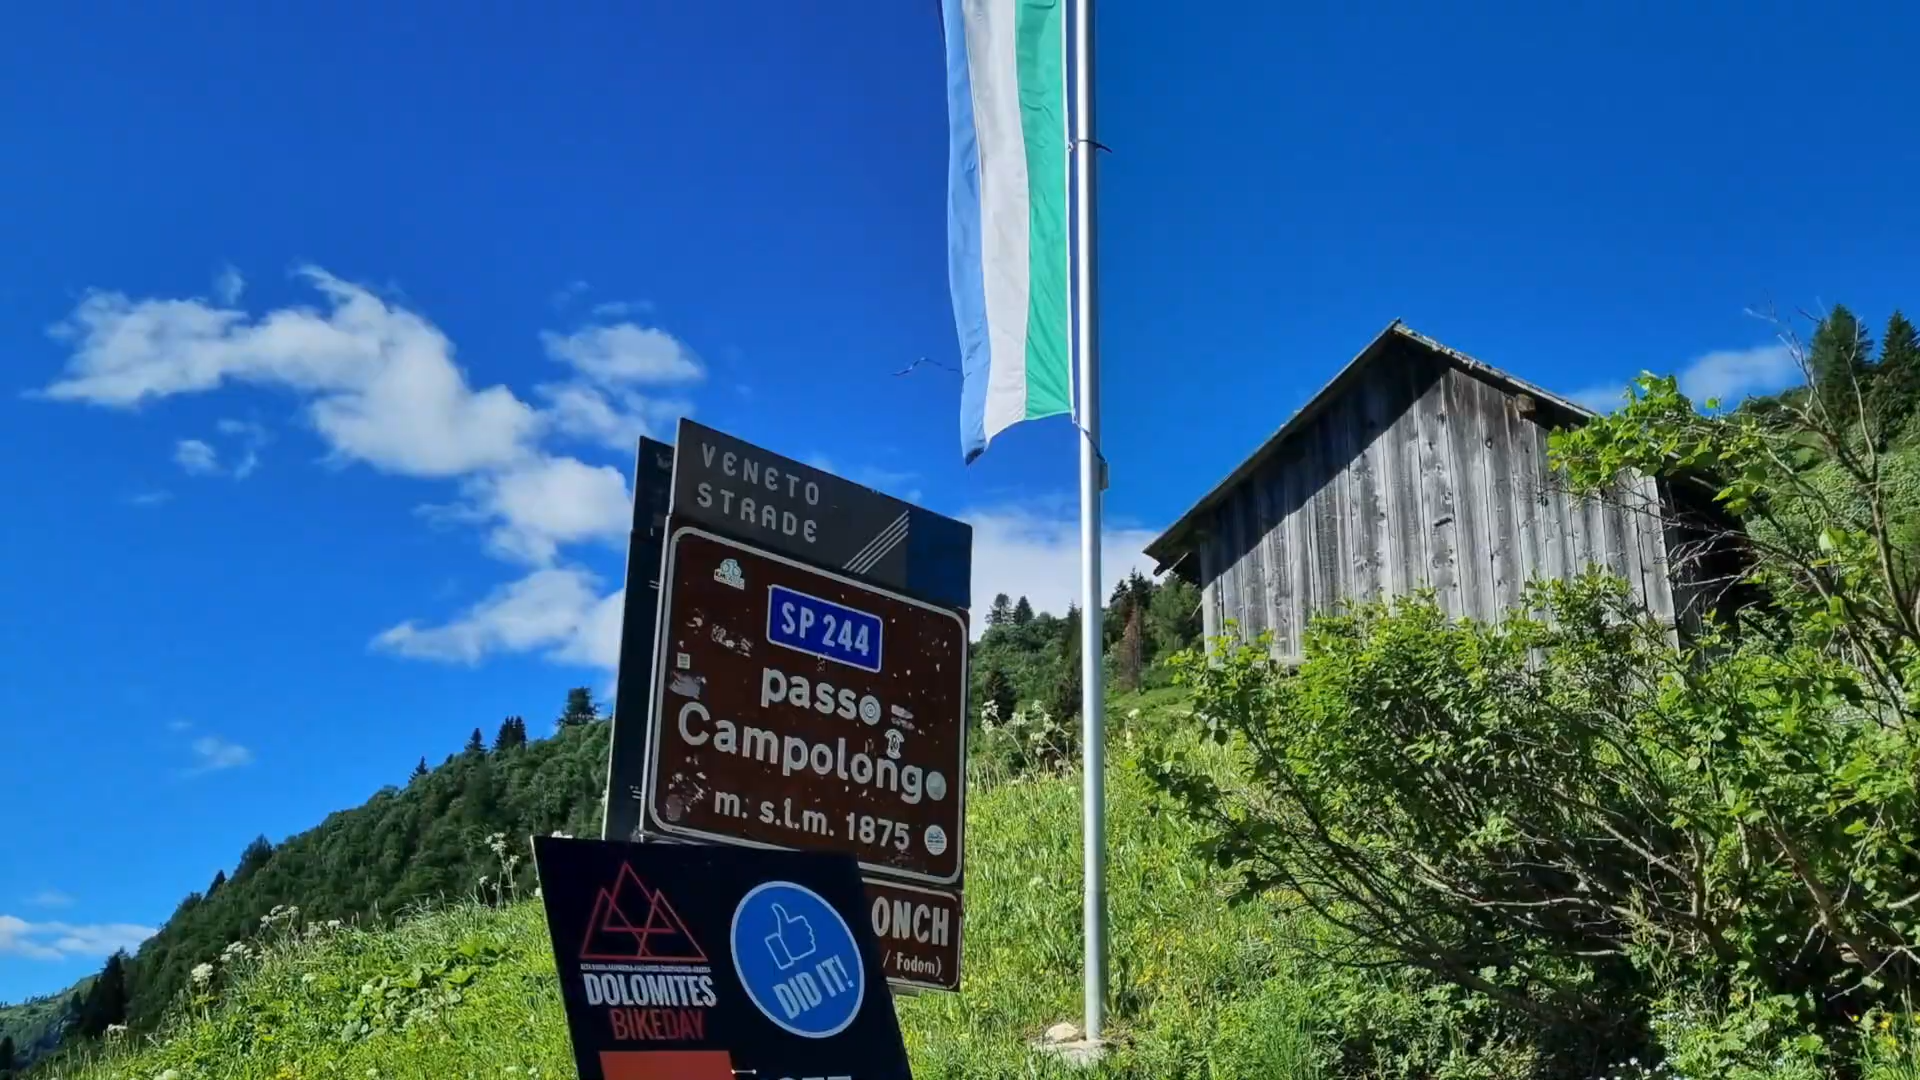 VENETO
STRADE
SP 244
passo
Campolongo
m. s.l.m. 1875
ONCH
/ Fodom)
DOLOMITES
BIKEDAY
DID IT!